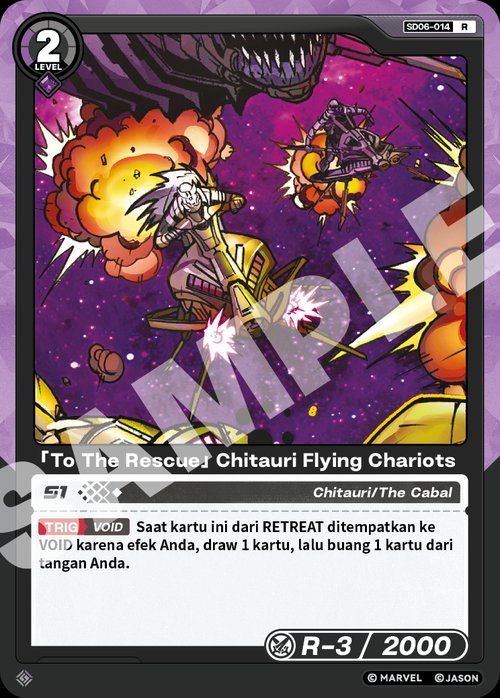 SD06-014 R
2
LEVEL
SAMPLE
「To The Rescue」 Chitauri Flying Chariots
S1
Chitauri/The Cabal
TRIG VOID Saat kartu ini dari RETREAT ditempatkan ke
VOID karena efek Anda, draw 1 kartu, lalu buang 1 kartu dari
tangan Anda.
R-3 / 2000
© MARVEL © JASON